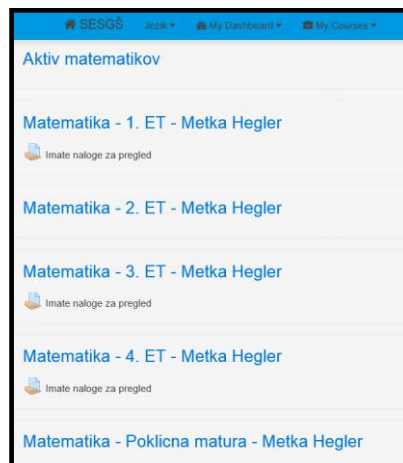 SESGŠ Jezik My Dashboard My Courses
Aktiv matematikov
Matematika - 1. ET - Metka Hegler
Imate naloge za pregled
Matematika - 2. ET - Metka Hegler
Matematika - 3. ET - Metka Hegler
Imate naloge za pregled
Matematika - 4. ET - Metka Hegler
Imate naloge za pregled
Matematika - Poklicna matura - Metka Hegler